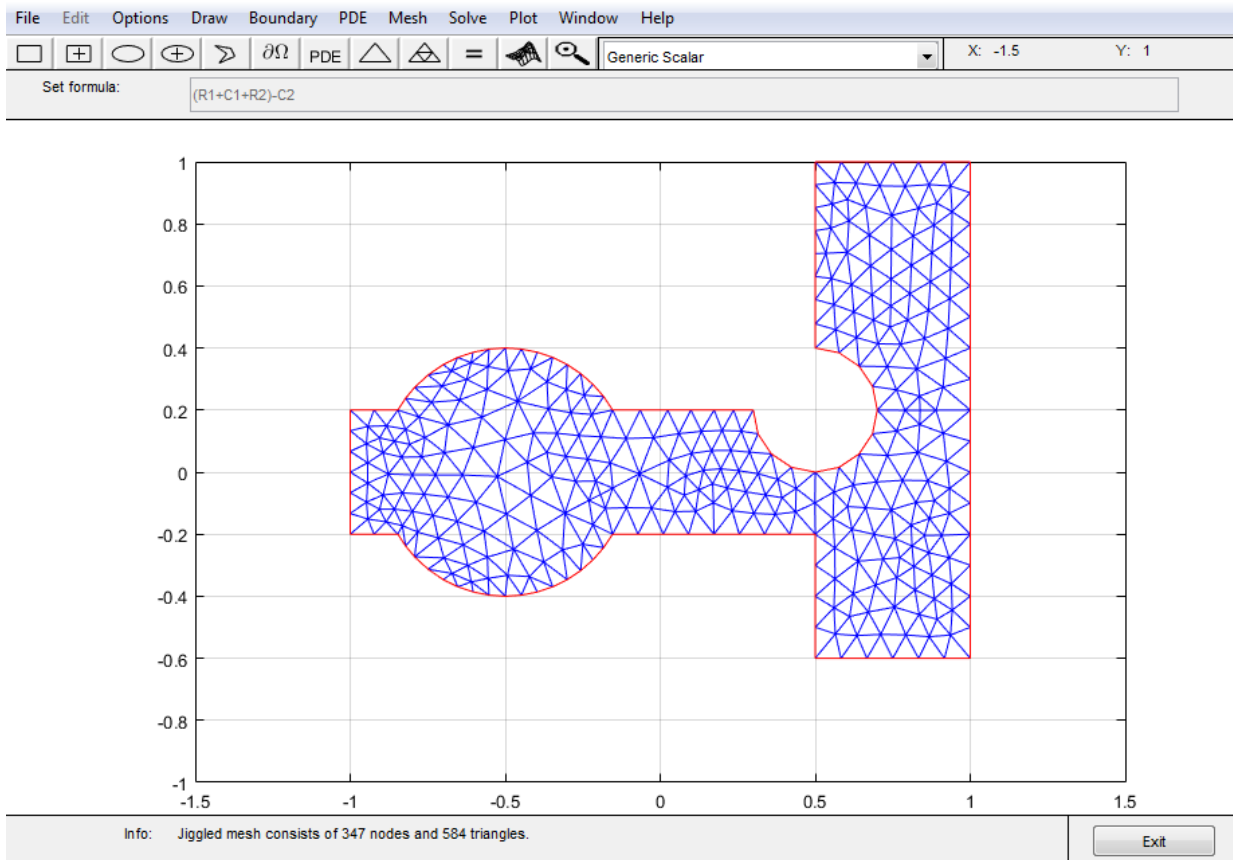 File Edit Options Draw Boundary PDE Mesh Solve Plot Window Help
∂Ω PDE = Generic Scalar X: -1.5 Y: 1
Set formula: (R1+C1+R2)-C2
1
0.8
0.6
0.4
0.2
0
-0.2
-0.4
-0.6
-0.8
-1
-1.5 -1 -0.5 0 0.5 1 1.5
Info: Jiggled mesh consists of 347 nodes and 584 triangles. Exit